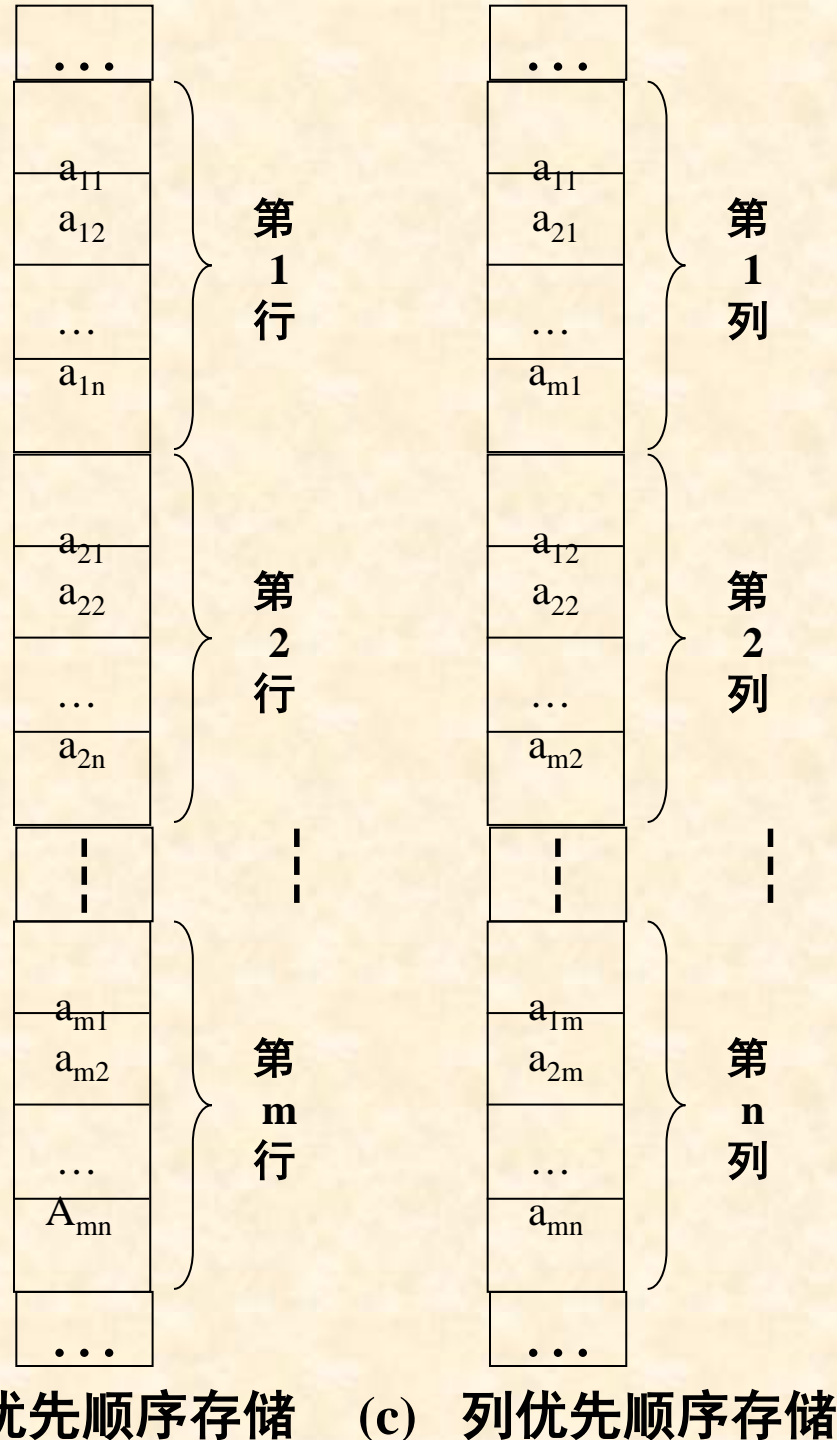 ...
a11
a12
…
a1n
第
1
行
a21
a22
…
a2n
第
2
行
am1
am2
…
Amn
第
m
行
...
...
a11
a21
…
am1
第
1
列
a12
a22
…
am2
第
2
列
a1m
a2m
…
amn
第
n
列
...
优先顺序存储 (c) 列优先顺序存储